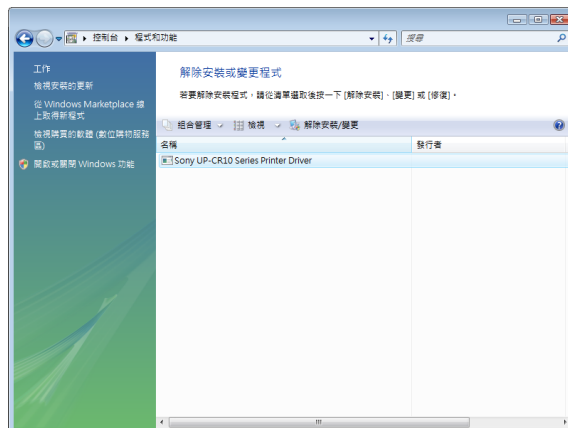 控制台 ▸ 程式和功能
搜尋
工作
檢視安裝的更新
從 Windows Marketplace 線
上取得新程式
檢視購買的軟體 (數位購物服務
區)
開啟或關閉 Windows 功能
解除安裝或變更程式
若要解除安裝程式，請從清單選取後按一下 [解除安裝]、[變更] 或 [修復]。
組合管理 檢視 解除安裝/變更
名稱 發行者
Sony UP-CR10 Series Printer Driver